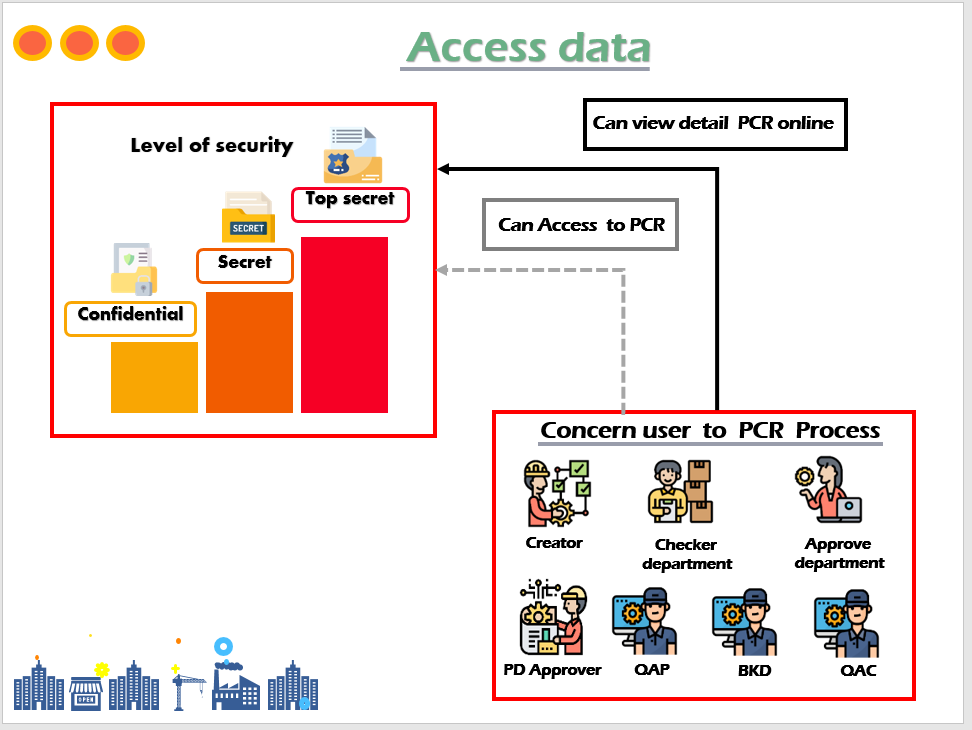 Access data
Level of security
Top secret
SECRET
Secret
Confidential
Can view detail PCR online
Can Access to PCR
Concern user to PCR Process
Creator
Checker
department
Approve
department
PD Approver
QAP
BKD
QAC
OPEN